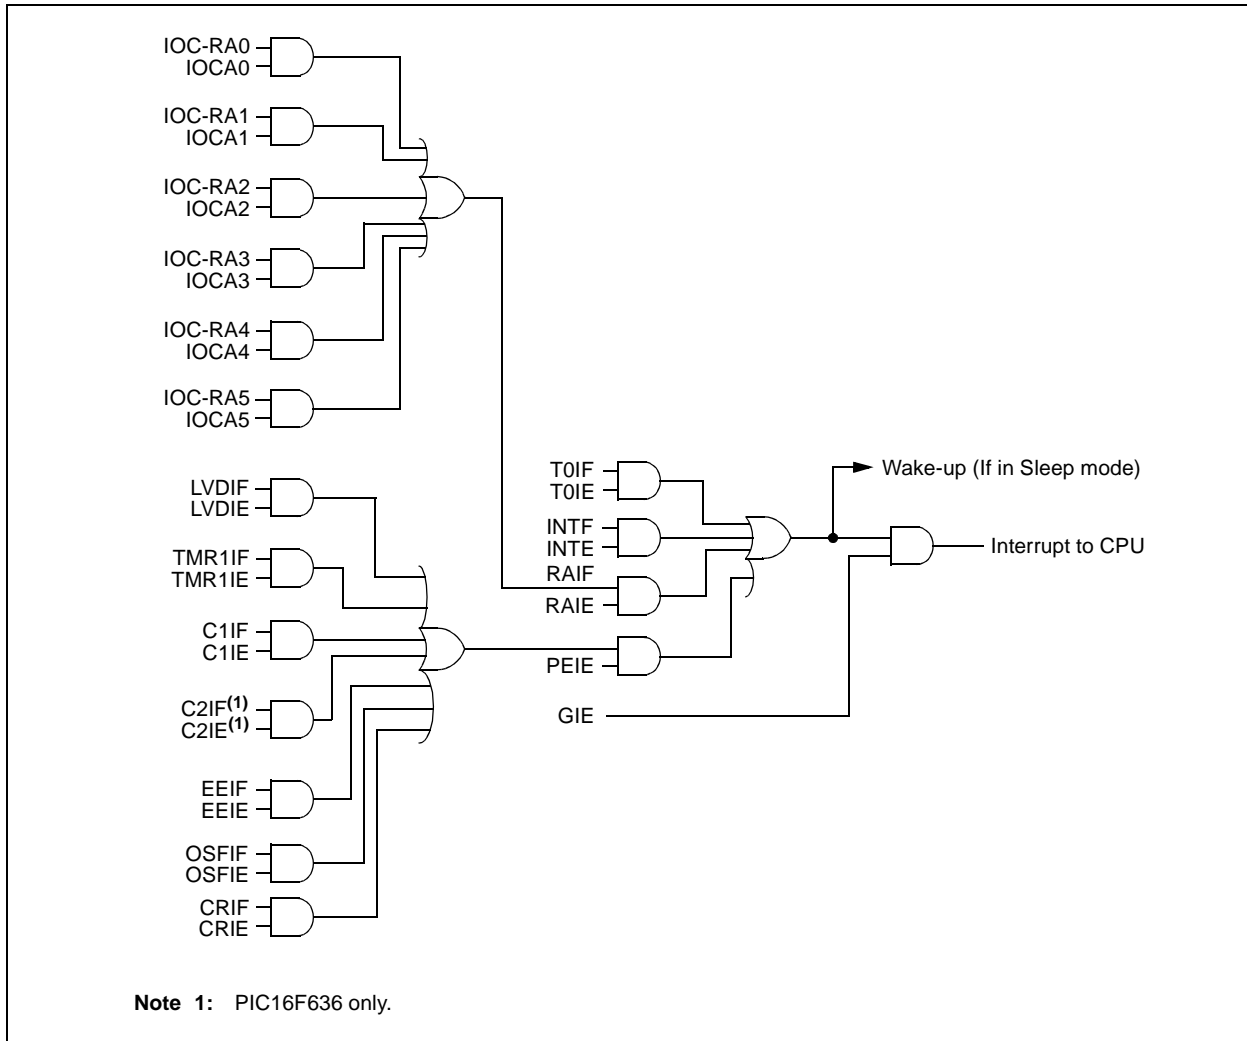 IOC-RA0
IOCA0
IOC-RA1
IOCA1
IOC-RA2
IOCA2
IOC-RA3
IOCA3
IOC-RA4
IOCA4
IOC-RA5
IOCA5
LVDIF
LVDIE
TMR1IF
TMR1IE
C1IF
C1IE
C2IF(1)
C2IE(1)
EEIF
EEIE
OSFIF
OSFIE
CRIF
CRIE
T0IF
T0IE
INTF
INTE
RAIF
RAIE
PEIE
GIE
Wake-up (If in Sleep mode)
Interrupt to CPU
Note 1: PIC16F636 only.